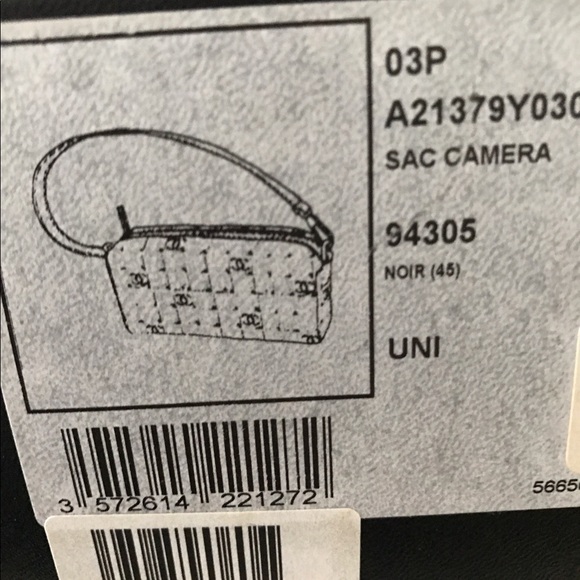 03P
A21379Y030
SAC CAMERA
94305
NOIR (45)
UNI
3 572614 221272
5665